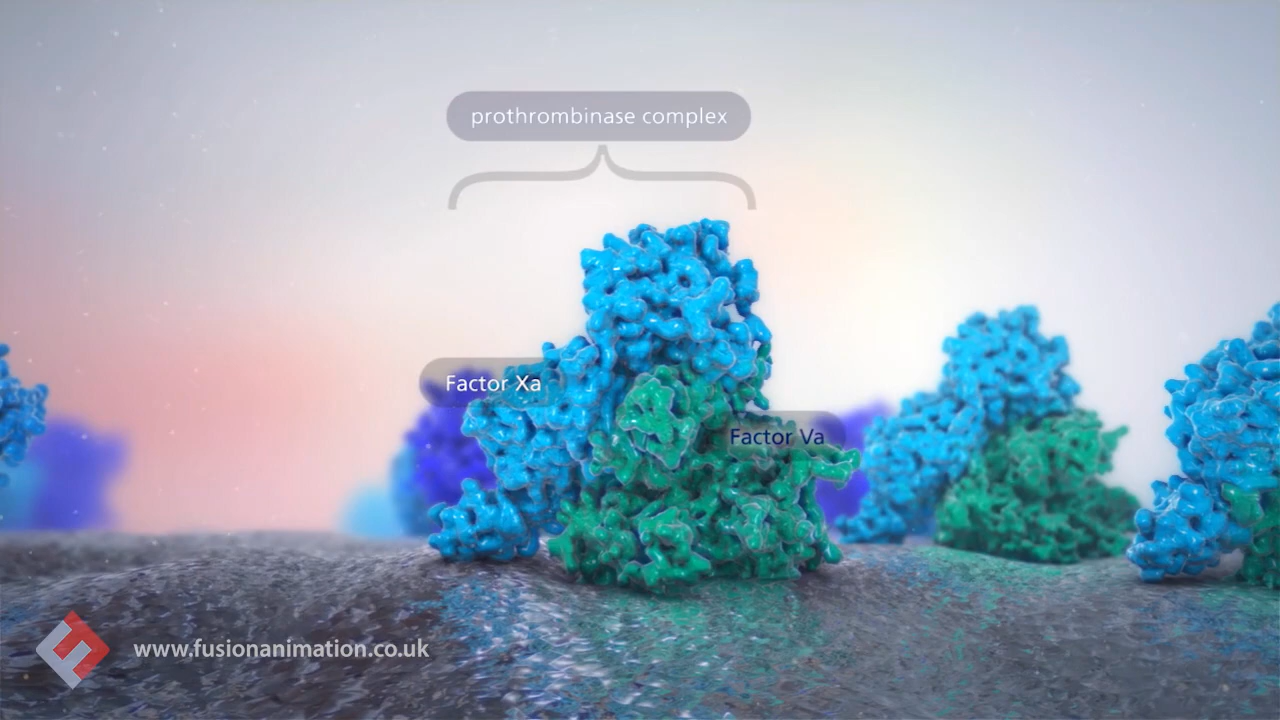 prothrombinase complex
Factor Xa
Factor Va
www.fusionanimation.co.uk